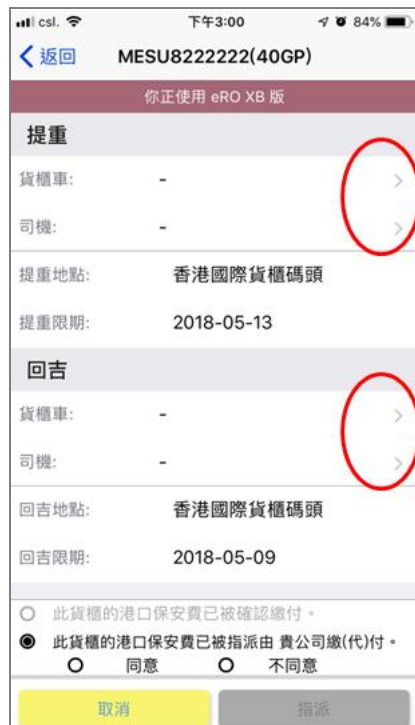 csl. 下午3:00 84%
返回 MESU8222222(40GP)
你正使用 eRO XB 版
提重
貨櫃車: -
司機: -
提重地點: 香港國際貨櫃碼頭
提重限期: 2018-05-13
回吉
貨櫃車: -
司機: -
回吉地點: 香港國際貨櫃碼頭
回吉限期: 2018-05-09
此貨櫃的港口保安費已被確認繳付。
此貨櫃的港口保安費已被指派由 貴公司繳(代)付。
同意 不同意
取消 指派